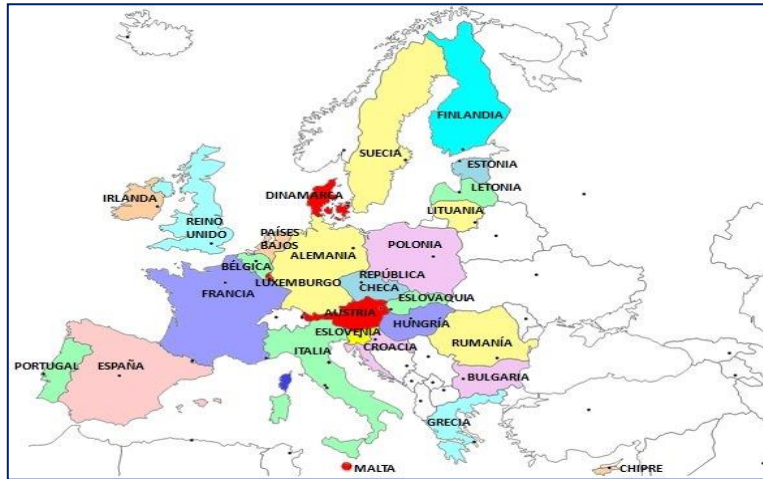 FINLANDIA
SUECIA
ESTONIA
LETONIA
LITUANIA
DINAMARCA
IRLANDA
REINO
UNIDO
PAÍSES
BAJOS
BÉLGICA
LUXEMBURGO
ALEMANIA
POLONIA
REPÚBLICA
CHECA
ESLOVAQUIA
FRANCIA
AUSTRIA
HUNGRÍA
ESLOVENIA
CROACIA
RUMANÍA
ITALIA
PORTUGAL
ESPAÑA
BULGARIA
GRECIA
MALTA
CHIPRE